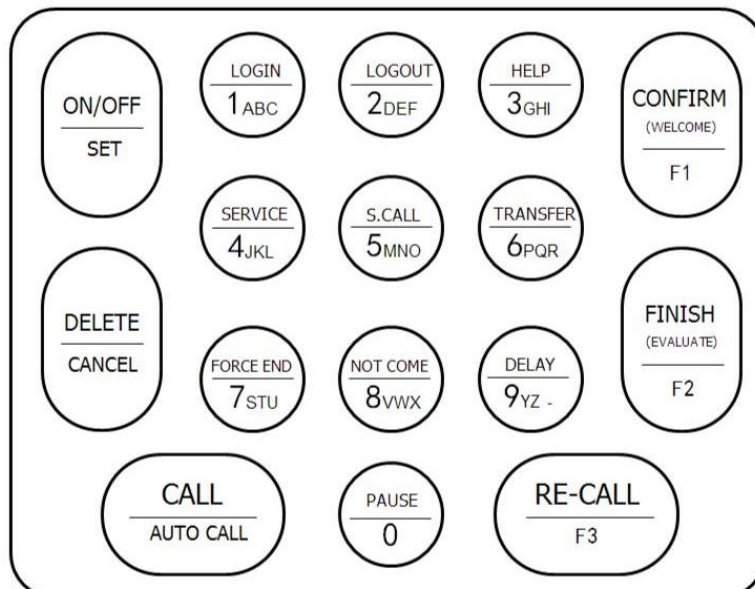 ON/OFF
SET
LOGIN
1 ABC
LOGOUT
2DEF
HELP
3GHI
CONFIRM
(WELCOME)
F1
SERVICE
4JKL
S.CALL
5MNO
TRANSFER
6PQR
DELETE
CANCEL
FINISH
(EVALUATE)
F2
FORCE END
7STU
NOT COME
8VWX
DELAY
9YZ -
CALL
AUTO CALL
PAUSE
0
RE-CALL
F3